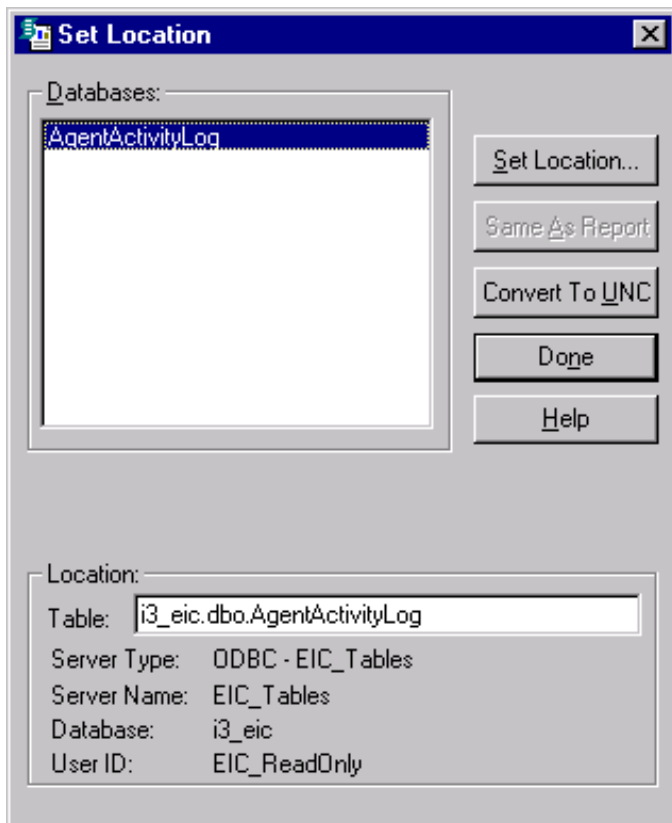 Set Location
Databases:
AgentActivityLog
Set Location...
Same As Report
Convert To UNC
Done
Help
Location:
Table: i3_eic.dbo.AgentActivityLog
Server Type: ODBC - EIC_Tables
Server Name: EIC_Tables
Database: i3_eic
User ID: EIC_ReadOnly